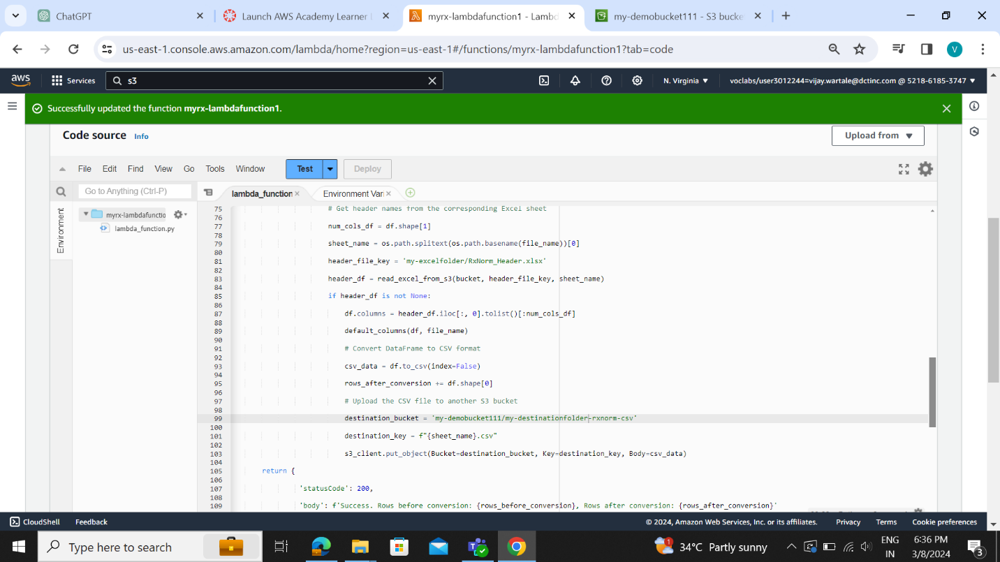 ChatGPT
Launch AWS Academy Learner
myrx-lambdafunction1 - Lambd
my-demobucket111 - S3 bucke
us-east-1.console.aws.amazon.com/lambda/home?region=us-east-1#/functions/myrx-lambdafunction1?tab=code
V
aws Services s3 N. Virginia ▼ voclabs/user3012244=vijay.wartale@dctinc.com @ 5218-6185-3747 ▼
Successfully updated the function myrx-lambdafunction1.
Code source Info
Upload from ▼
File Edit Find View Go Tools Window Test Deploy
Go to Anything (Ctrl-P)
lambda_function
Environment Vari
Environment
myrx-lambdafunctio
lambda_function.py
75 # Get header names from the corresponding Excel sheet
76
77 num_cols_df = df.shape[1]
78
79 sheet_name = os.path.splitext(os.path.basename(file_name))[0]
80
81 header_file_key = 'my-excelfolder/RxNorm_Header.xlsx'
82
83 header_df = read_excel_from_s3(bucket, header_file_key, sheet_name)
84
85 if header_df is not None:
86
87 df.columns = header_df.iloc[:, 0].tolist()[:num_cols_df]
88
89 default_columns(df, file_name)
90
91 # Convert DataFrame to CSV format
92
93 csv_data = df.to_csv(index=False)
94
95 rows_after_conversion += df.shape[0]
96
97 # Upload the CSV file to another S3 bucket
98
99 destination_bucket = 'my-demobucket111/my-destinationfolder-rxnorm-csv'
100
101 destination_key = f"{sheet_name}.csv"
102
103 s3_client.put_object(Bucket=destination_bucket, Key=destination_key, Body=csv_data)
104
105 return {
106
107 'statusCode': 200,
108
109 'body': f'Success. Rows before conversion: {rows_before_conversion}, Rows after conversion: {rows_after_conversion}'
CloudShell Feedback © 2024, Amazon Web Services, Inc. or its affiliates. Privacy Terms Cookie preferences
Type here to search
1
34°C Partly sunny
ENG
IN
6:36 PM
3/8/2024
3